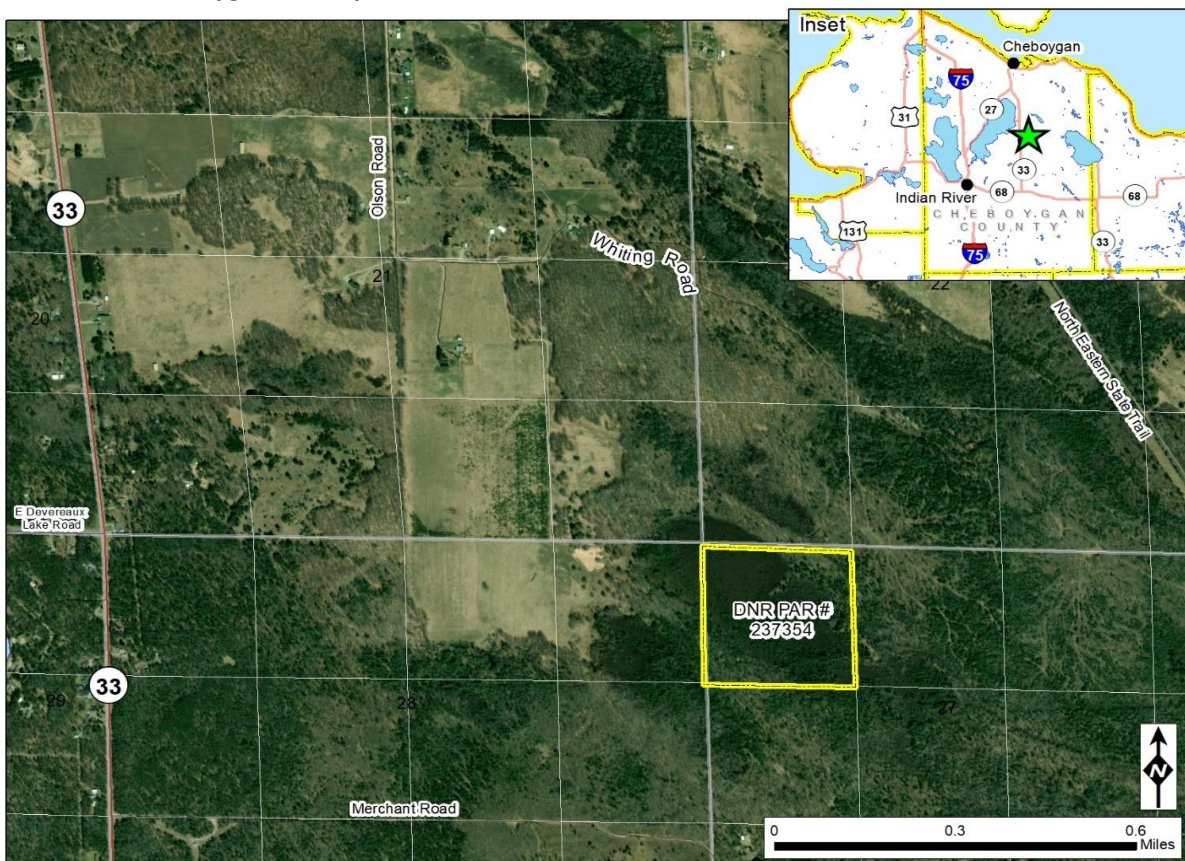 Inset
Cheboygan
75
31
27
33
Indian River
68
68
CHEBOYGAN
COUNTY
131
75
33
Olson Road
33
Whiting Road
21
22
20
North Eastern State Trail
E Devereaux
Lake Road
DNR PAR #
237354
33
29
28
27
Merchant Road
N
0
0.3
0.6
Miles